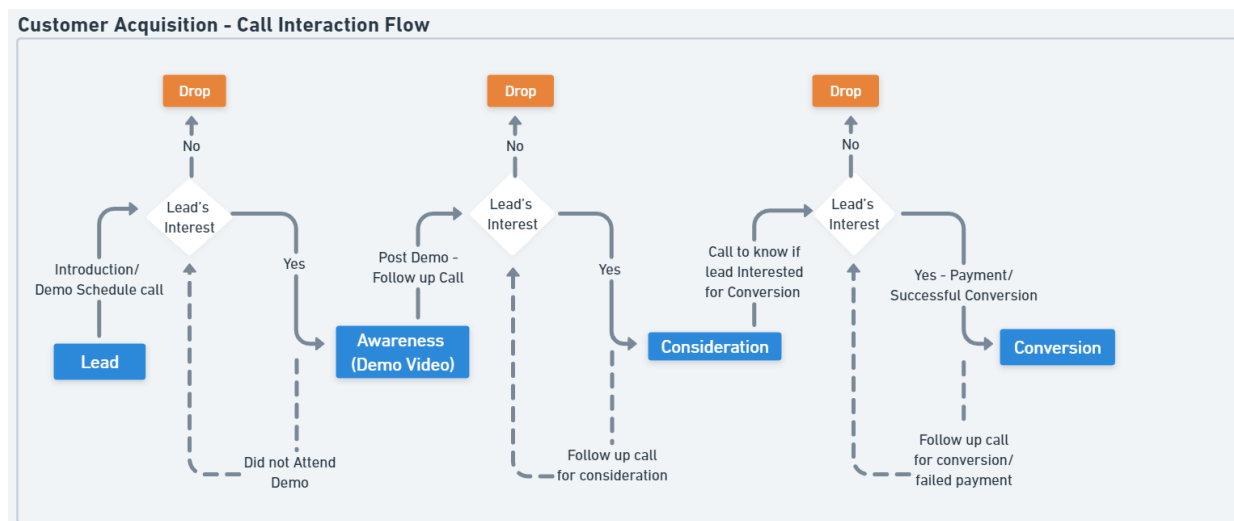 Customer Acquisition - Call Interaction Flow
Drop
Drop
Drop
No
No
No
Lead's
Interest
Lead's
Interest
Lead's
Interest
Introduction/
Demo Schedule call
Yes
Post Demo -
Follow up Call
Yes
Call to know if
lead Interested
for Conversion
Yes - Payment/
Successful Conversion
Lead
Awareness
(Demo Video)
Consideration
Conversion
Did not Attend
Demo
Follow up call
for consideration
Follow up call
for conversion/
failed payment